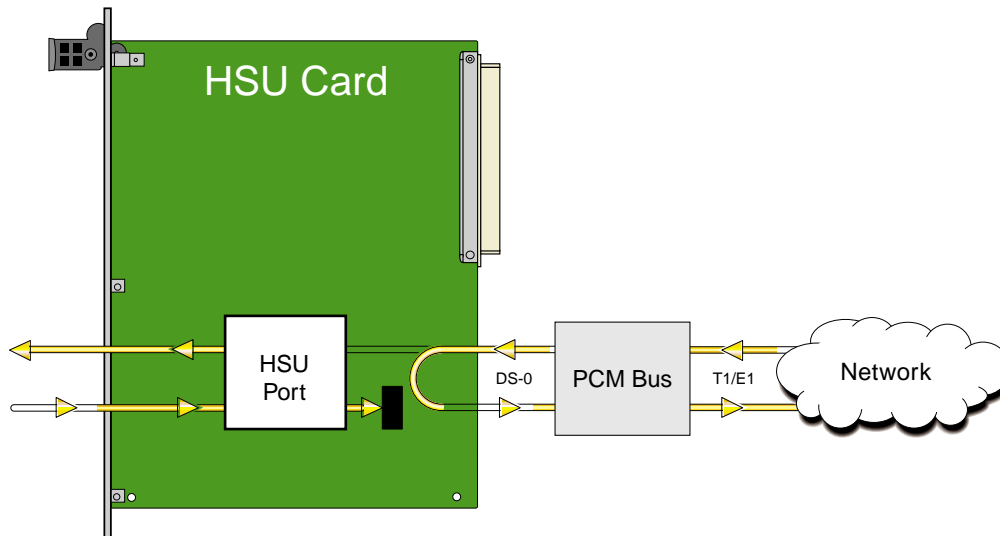 HSU Card
HSU
Port
DS-0
PCM Bus
T1/E1
Network